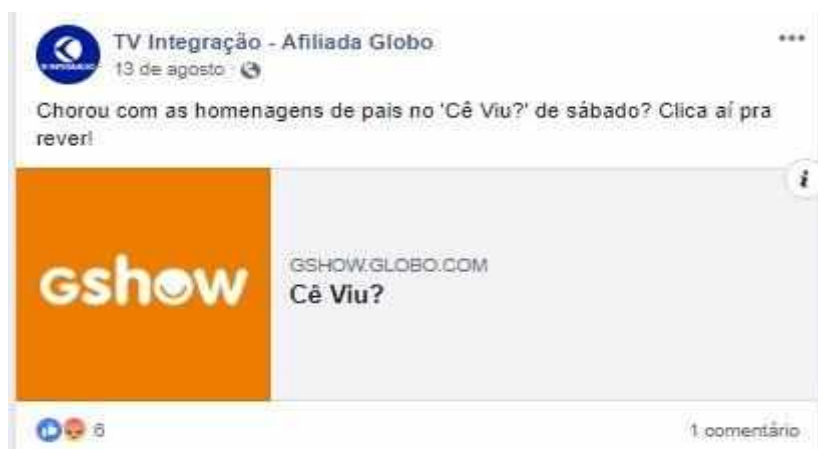 TV Integração - Afiliada Globo
13 de agosto
Chorou com as homenagens de pais no 'Cê Viu?' de sábado? Clica aí pra
rever!
i
Gshow
GSHOW.GLOBO.COM
Cê Viu?
6
1 comentário